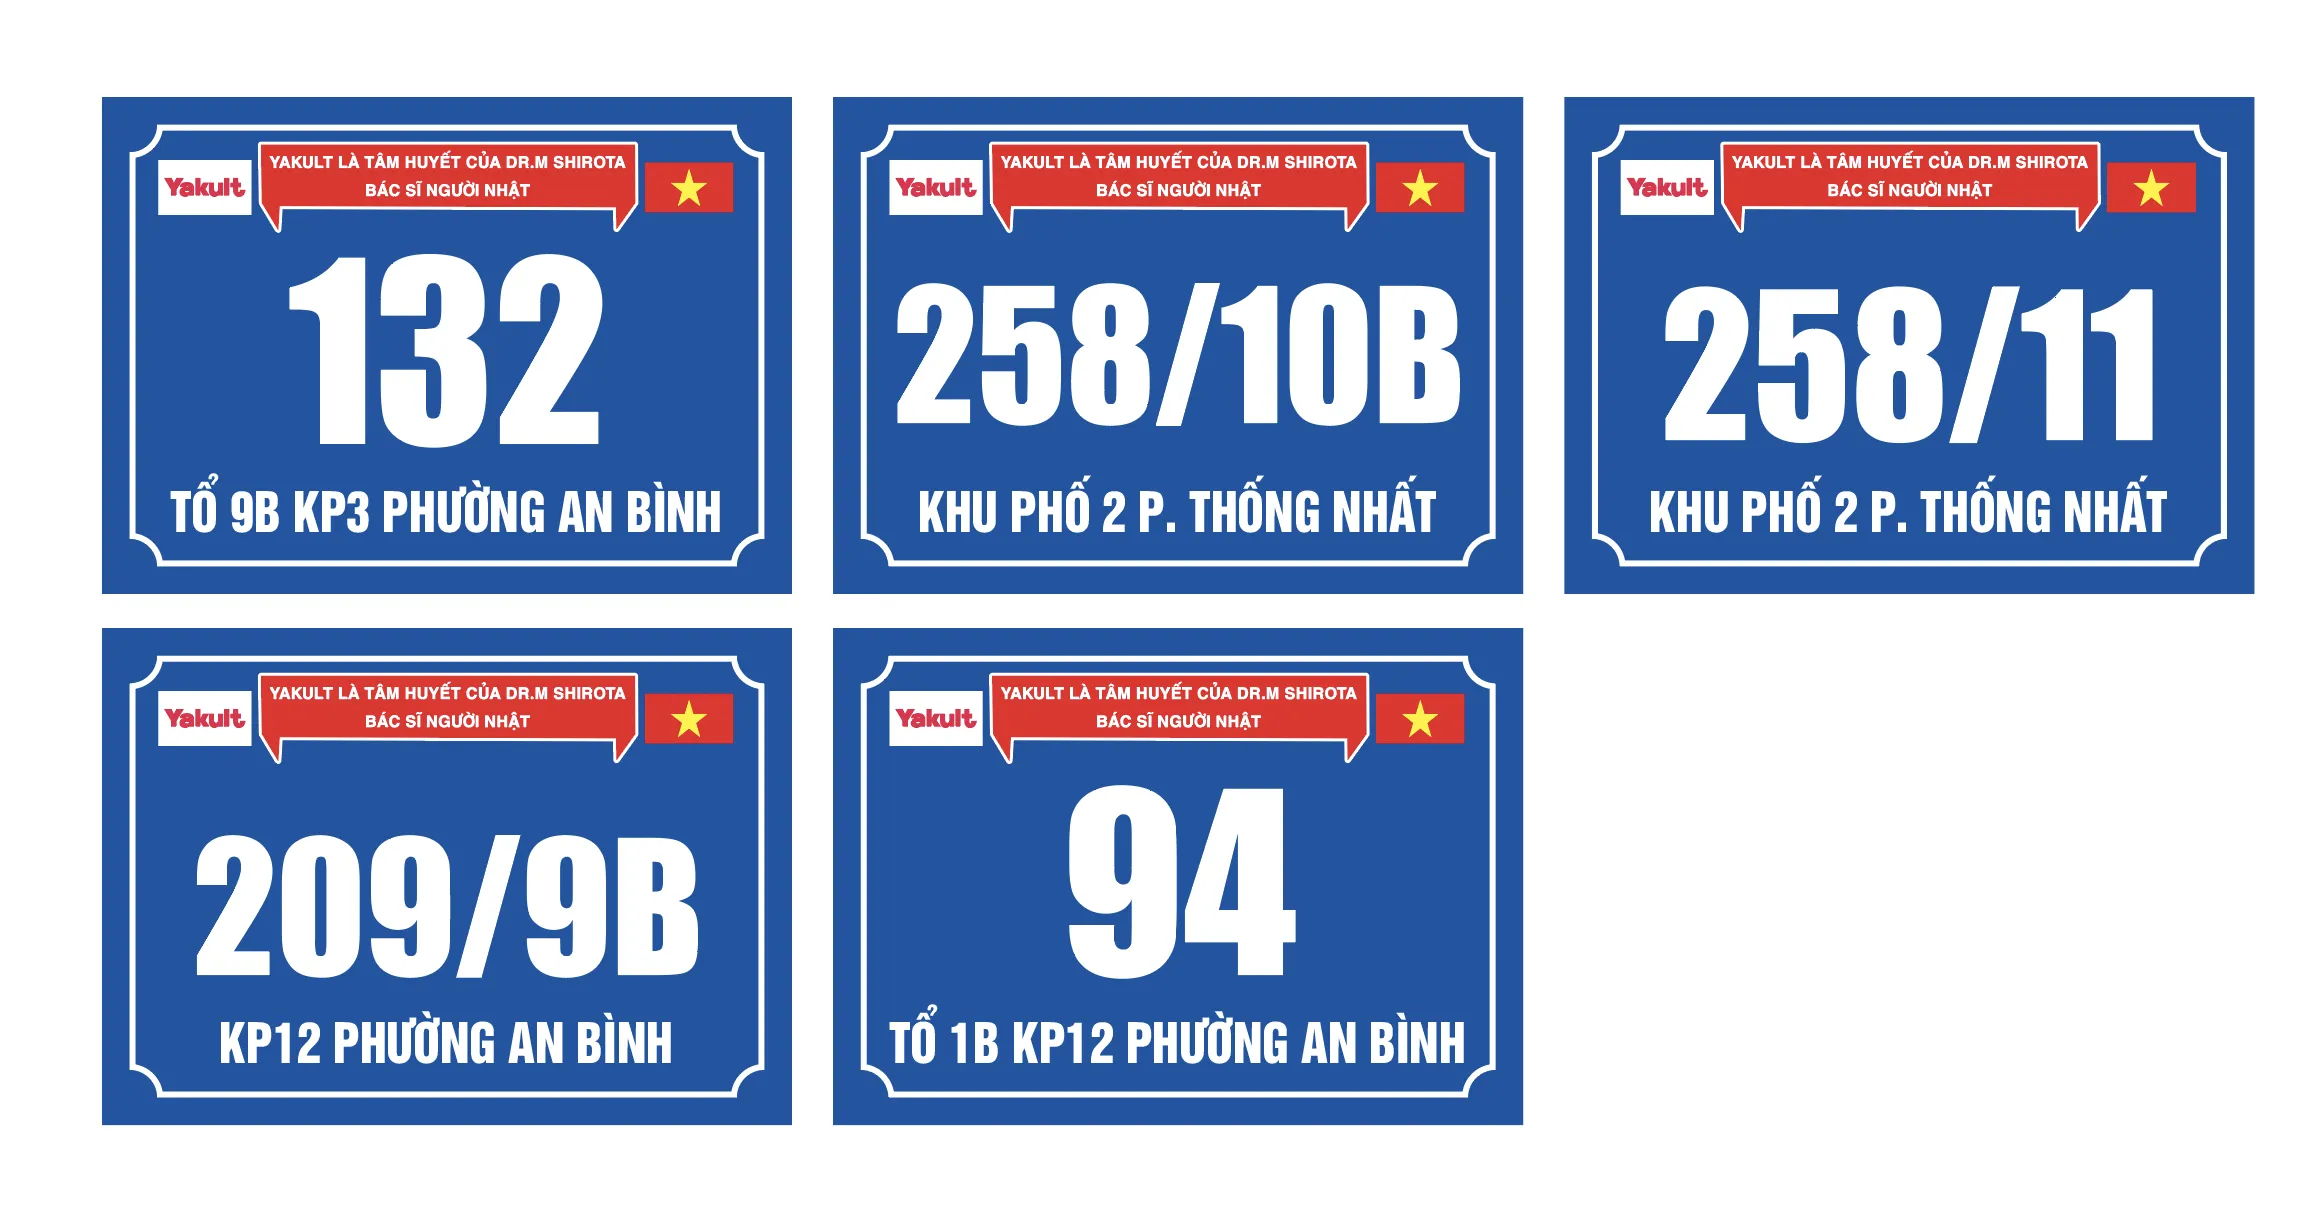 Yakult
YAKULT LÀ TÂM HUYẾT CỦA DR.M SHIROTA
BÁC SĨ NGƯỜI NHẬT
132
TỔ 9B KP3 PHƯỜNG AN BÌNH
Yakult
YAKULT LÀ TÂM HUYẾT CỦA DR.M SHIROTA
BÁC SĨ NGƯỜI NHẬT
258/10B
KHU PHỐ 2 P. THỐNG NHẤT
Yakult
YAKULT LÀ TÂM HUYẾT CỦA DR.M SHIROTA
BÁC SĨ NGƯỜI NHẬT
258/11
KHU PHỐ 2 P. THỐNG NHẤT
Yakult
YAKULT LÀ TÂM HUYẾT CỦA DR.M SHIROTA
BÁC SĨ NGƯỜI NHẬT
209/9B
KP12 PHƯỜNG AN BÌNH
Yakult
YAKULT LÀ TÂM HUYẾT CỦA DR.M SHIROTA
BÁC SĨ NGƯỜI NHẬT
94
TỔ 1B KP12 PHƯỜNG AN BÌNH